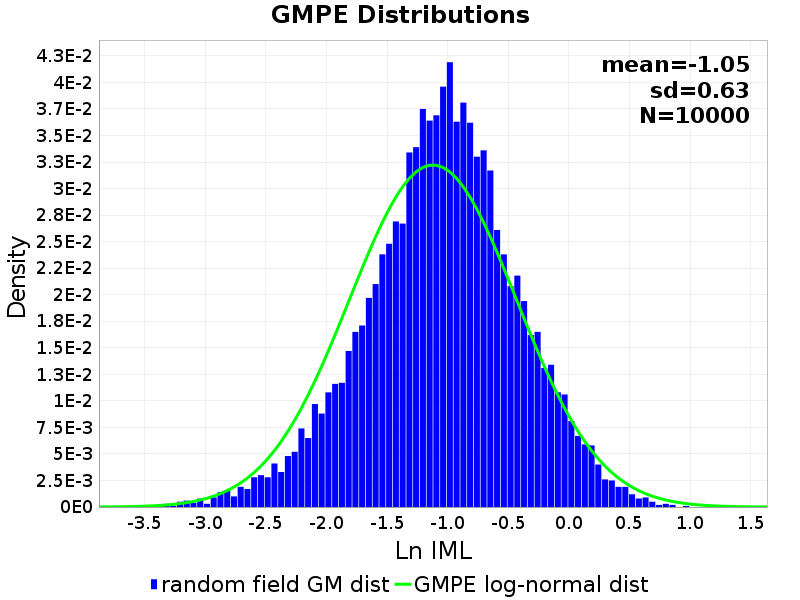 GMPE Distributions
mean=-1.05
sd=0.63
N=10000
Density
4.3E-2
4E-2
3.7E-2
3.5E-2
3.3E-2
3E-2
2.8E-2
2.5E-2
2.2E-2
2E-2
1.8E-2
1.5E-2
1.3E-2
1E-2
7.5E-3
5E-3
2.5E-3
0E0
-3.5 -3.0 -2.5 -2.0 -1.5 -1.0 -0.5 0.0 0.5 1.0 1.5
Ln IML
random field GM dist GMPE log-normal dist